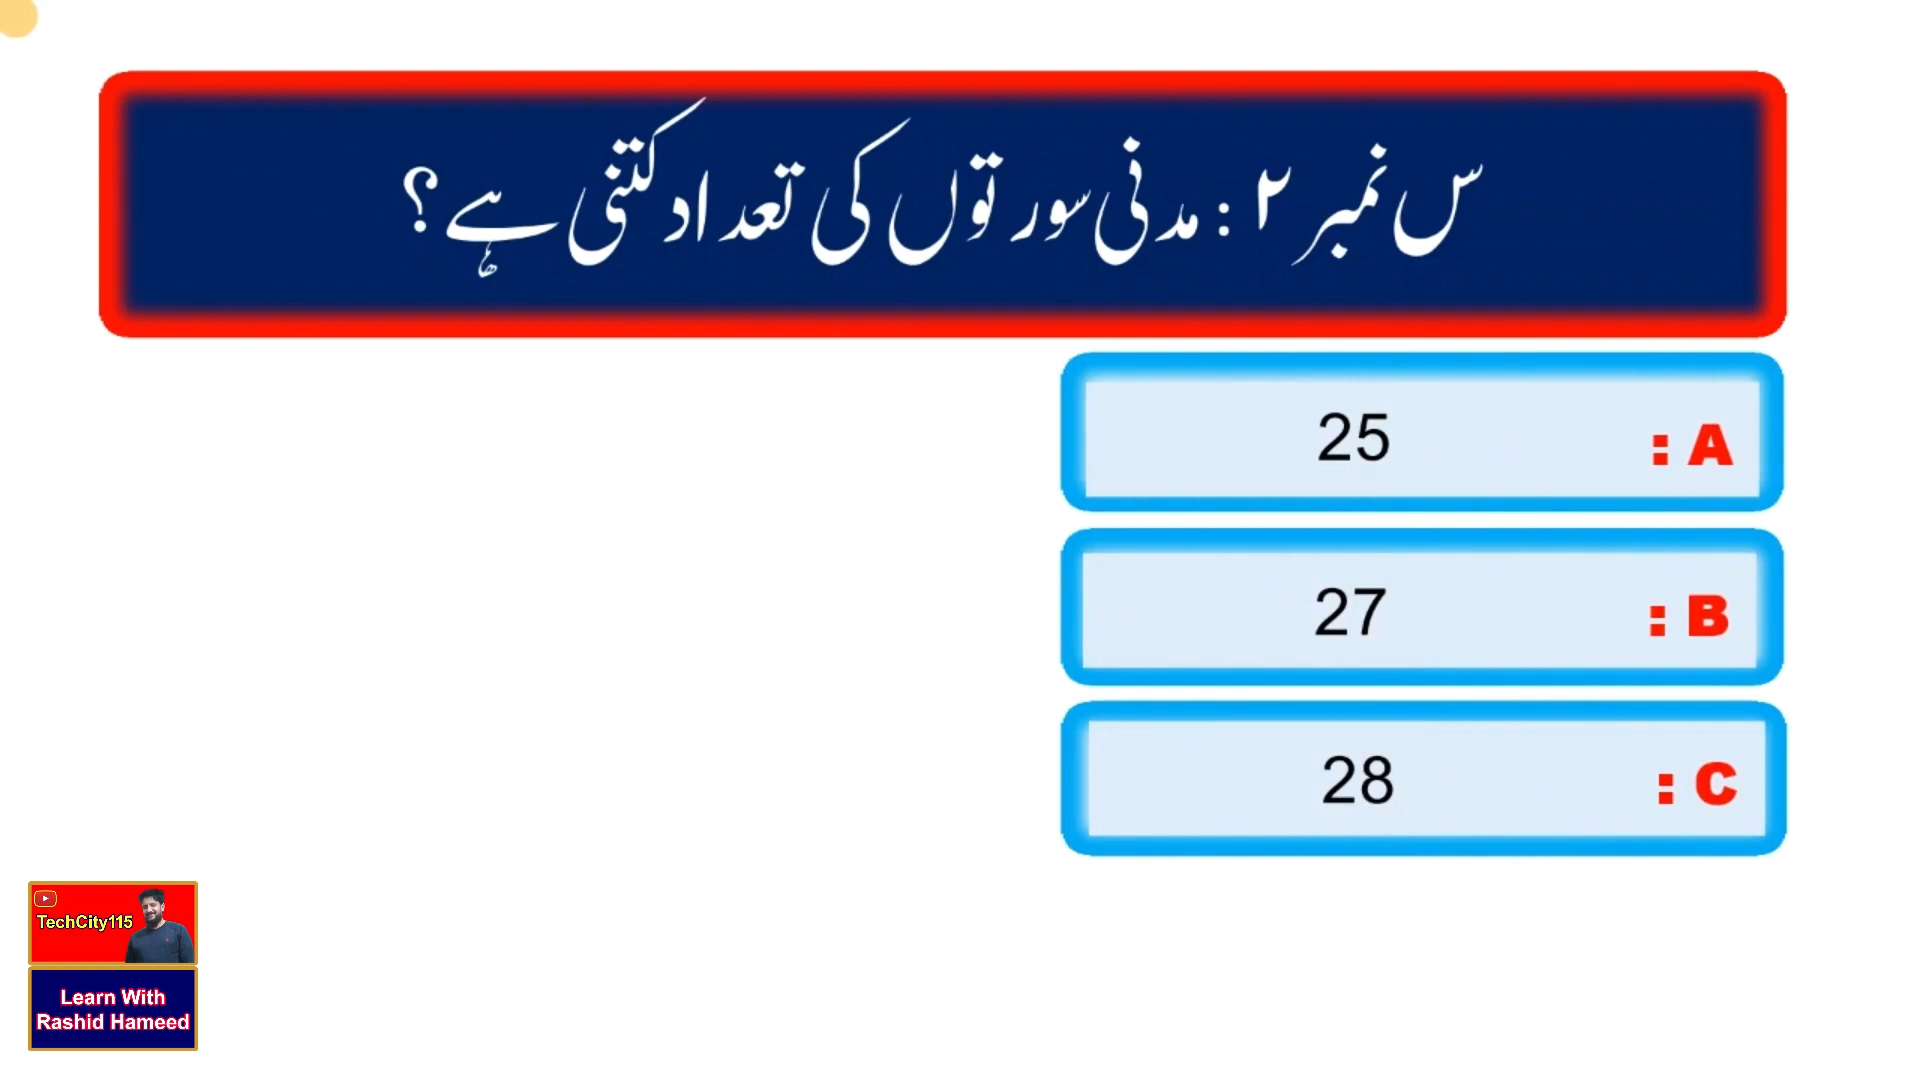 س نمبر ۲ : مدنی سورتوں کی تعداد کتنی ہے؟
A : 25
B : 27
C : 28
TechCity115
Learn With
Rashid Hameed